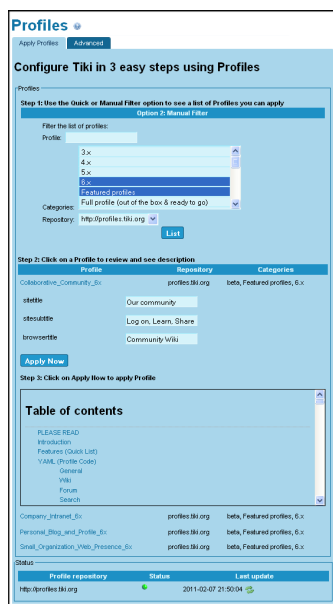 Profiles
Apply Profiles Advanced
Configure Tiki in 3 easy steps using Profiles
Profiles
Step 1: Use the Quick or Manual Filter option to see a list of Profiles you can apply
Option 2: Manual Filter
Filter the list of profiles:
Profile:
3.x
4.x
5.x
6.x
Featured profiles
Full profile (out of the box & ready to go)
Categories:
Repository: http://profiles.tiki.org
List
Step 2: Click on a Profile to review and see description
Profile Repository Categories
Collaborative_Community_6x profiles.tiki.org beta, Featured profiles, 6.x
sitetitle Our community
sitesubtitle Log on, Learn, Share
browsertitle Community Wiki
Apply Now
Step 3: Click on Apply Now to apply Profile
Table of contents
PLEASE READ
Introduction
Features (Quick List)
YAML (Profile Code)
General
Wiki
Forum
Search
Company_Intranet_6x profiles.tiki.org beta, Featured profiles, 6.x
Personal_Blog_and_Profile_6x profiles.tiki.org beta, Featured profiles, 6.x
Small_Organization_Web_Presence_6x profiles.tiki.org beta, Featured profiles, 6.x
Status
Profile repository Status Last update
http://profiles.tiki.org 2011-02-07 21:50:04